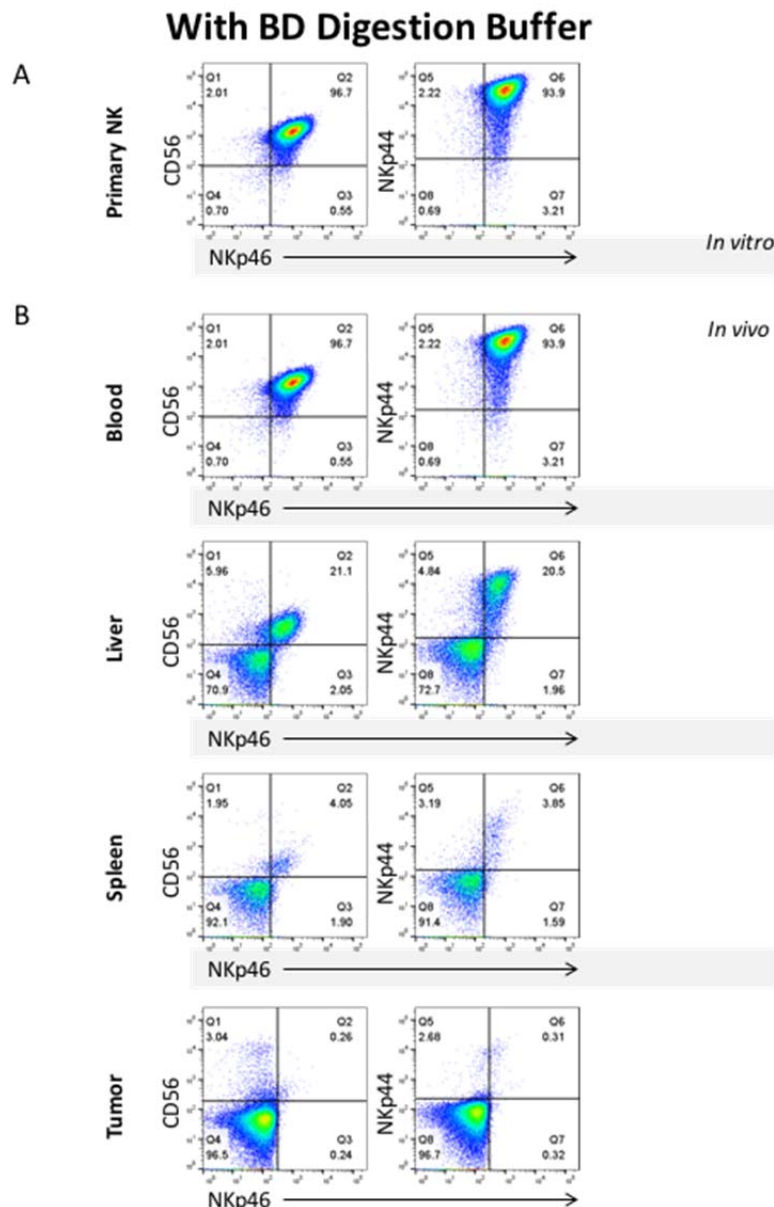 With BD Digestion Buffer
A
Primary NK
CD56
Q1
2.01
Q2
96.7
Q4
0.70
Q3
0.55
NKp44
Q5
2.22
Q6
93.9
Q8
0.69
Q7
3.21
NKp46
In vitro
B
In vivo
Blood
CD56
Q1
2.01
Q2
96.7
Q4
0.70
Q3
0.55
NKp44
Q5
2.22
Q6
93.9
Q8
0.69
Q7
3.21
NKp46
Liver
CD56
Q1
5.96
Q2
21.1
Q4
70.9
Q3
2.05
NKp44
Q5
4.84
Q6
20.5
Q8
72.7
Q7
1.96
NKp46
Spleen
CD56
Q1
1.95
Q2
4.05
Q4
92.1
Q3
1.90
NKp44
Q5
3.19
Q6
3.85
Q8
91.4
Q7
1.59
NKp46
Tumor
CD56
Q1
3.04
Q2
0.26
Q4
96.5
Q3
0.24
NKp44
Q5
2.68
Q6
0.31
Q8
96.7
Q7
0.32
NKp46